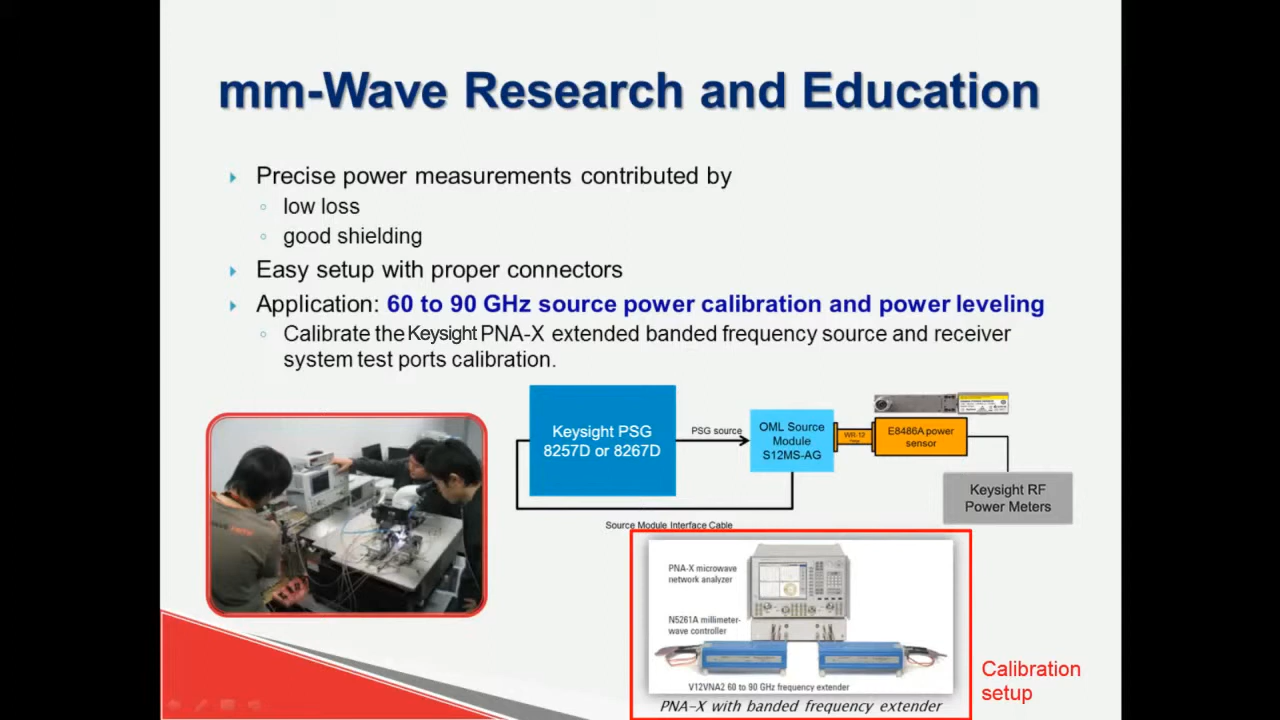 mm-Wave Research and Education
Precise power measurements contributed by
low loss
good shielding
Easy setup with proper connectors
Application: 60 to 90 GHz source power calibration and power leveling
Calibrate the Keysight PNA-X extended banded frequency source and receiver
system test ports calibration.
Keysight PSG
8257D or 8267D
PSG source
OML Source
Module
S12MS-AG
WR-12
E8486A power
sensor
Keysight RF
Power Meters
Source Module Interface Cable
PNA-X microwave
network analyzer
N5261A millimeter-
wave controller
V12VNA2 60 to 90 GHz frequency extender
PNA-X with banded frequency extender
Calibration
setup